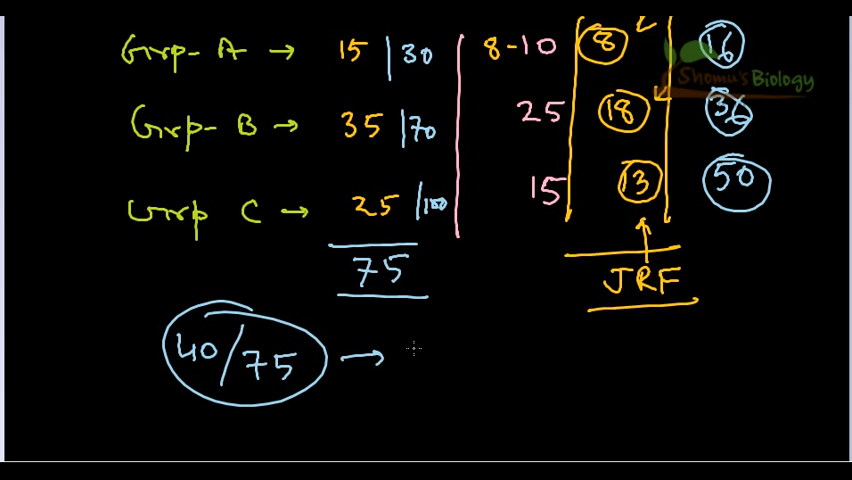 Grp- A → 15 | 30 8-10 8 16
Shomu's Biology
Grp- B → 35 / 70 25 18 36
Grp C → 25 / 100 15 13 50
75
JRF
40/75 →